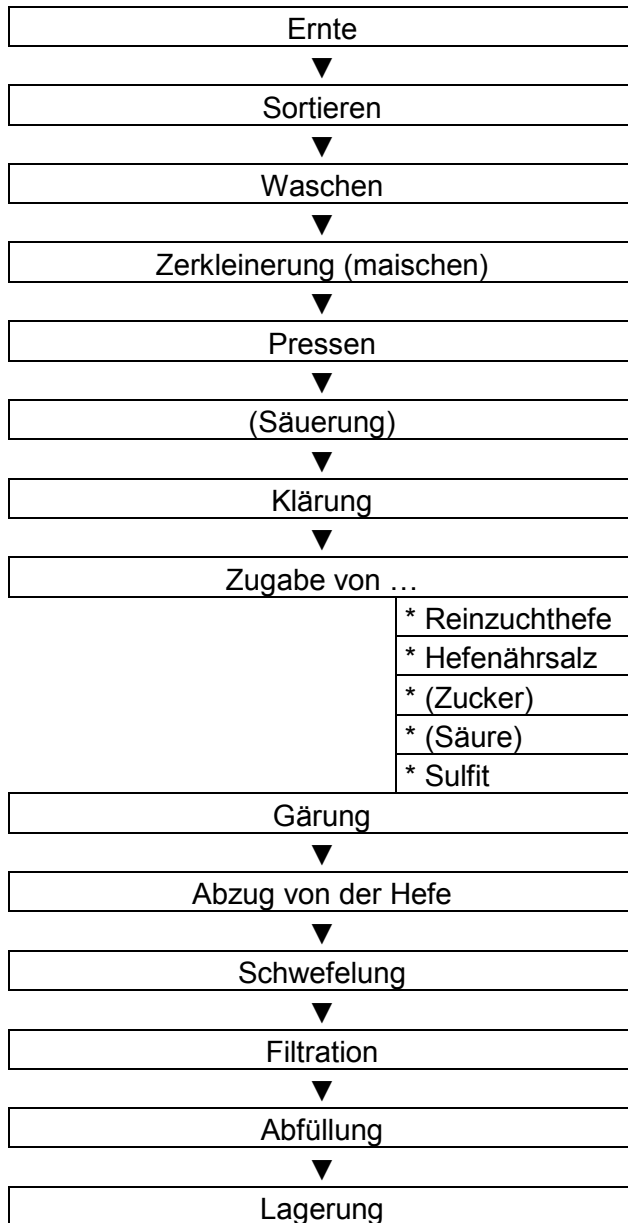 Ernte
▼
Sortieren
▼
Waschen
▼
Zerkleinerung (maischen)
▼
Pressen
▼
(Säuerung)
▼
Klärung
▼
Zugabe von …
* Reinzuchthefe
* Hefenährsalz
* (Zucker)
* (Säure)
* Sulfit
Gärung
▼
Abzug von der Hefe
▼
Schwefelung
▼
Filtration
▼
Abfüllung
▼
Lagerung